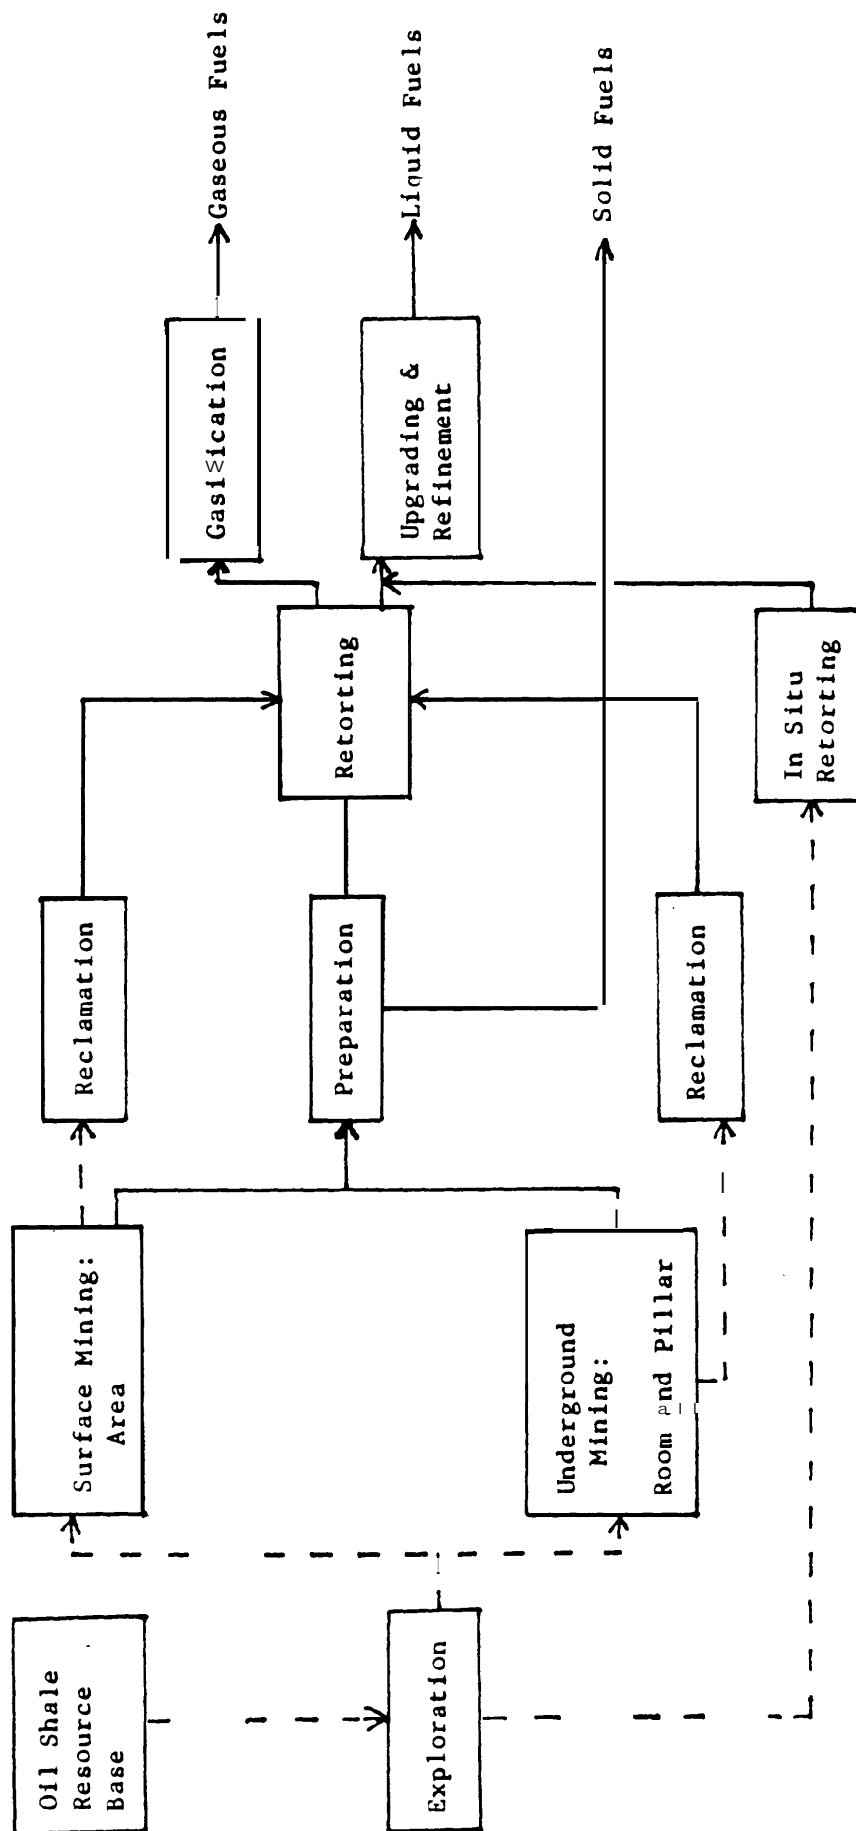 Oil Shale
Resource
Base
Exploration
Surface Mining:
Area
Underground
Mining:
Room and Pillar
Reclamation
Preparation
Reclamation
Retorting
In Situ
Retorting
Gasification
Upgrading &
Refinement
Gaseous Fuels
Liquid Fuels
Solid Fuels